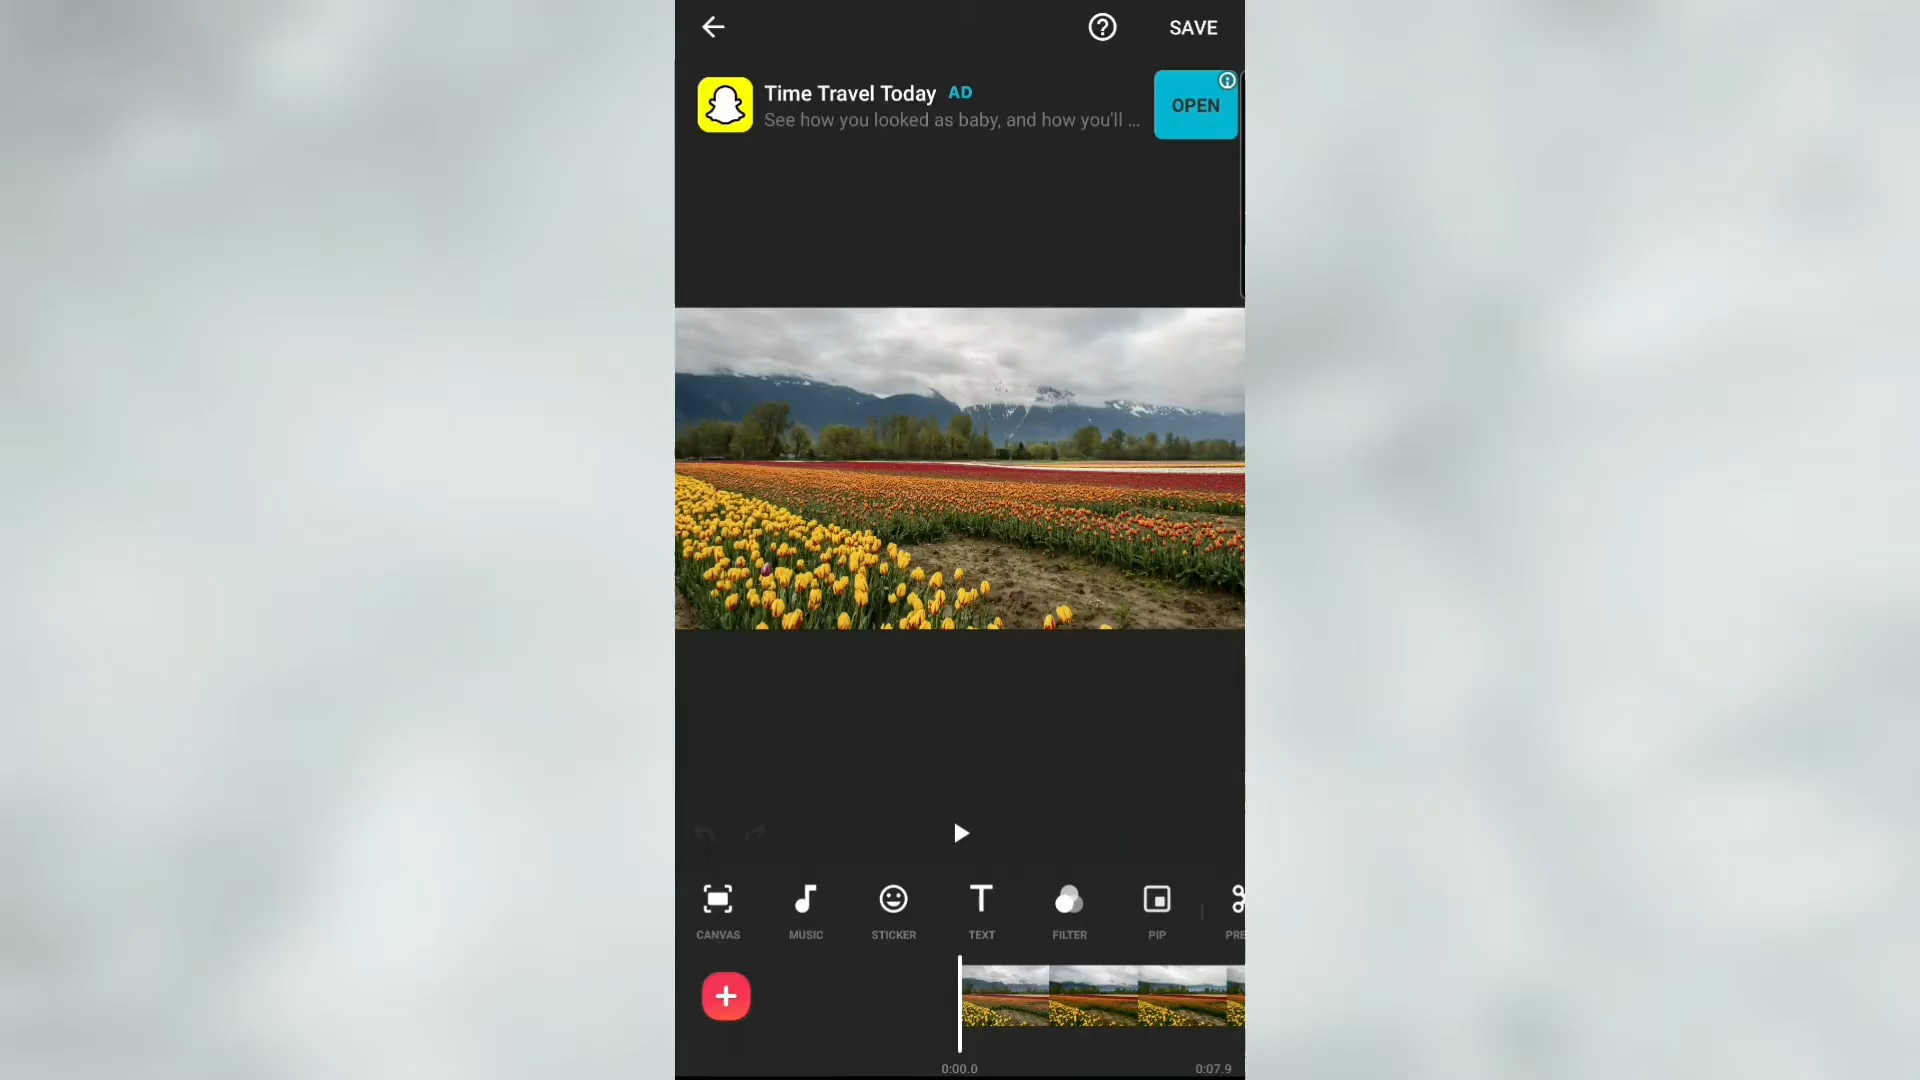 SAVE
Time Travel Today AD
See how you looked as baby, and how you'll ...
OPEN
CANVAS
MUSIC
STICKER
TEXT
FILTER
PIP
PRE
0:00.0
0:07.9